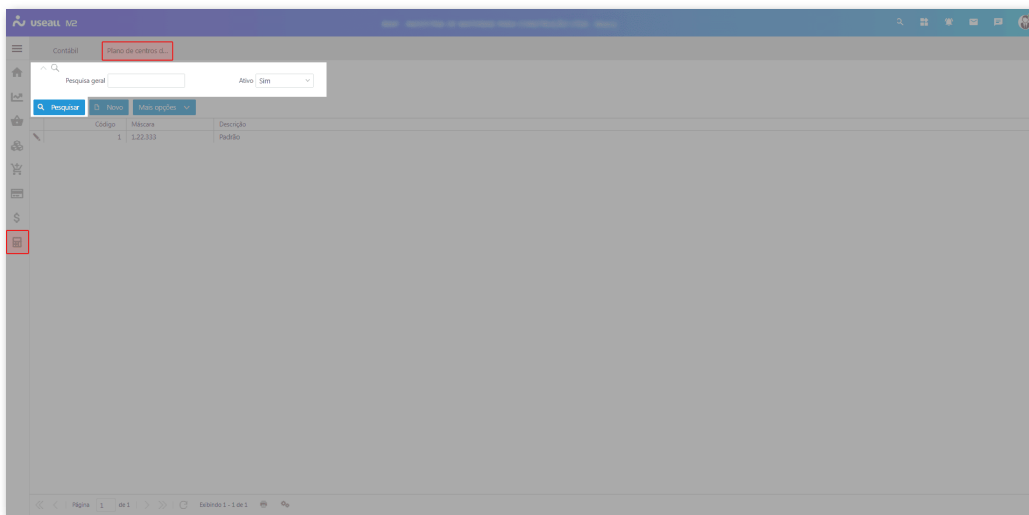 useall M2
Contábil Plano de centros d...
Pesquisa geral Ativo Sim
Pesquisar Novo Mais opções
Código Máscara Descrição
1 1.22.333 Padrão
Página 1 de 1 Exibindo 1 - 1 de 1